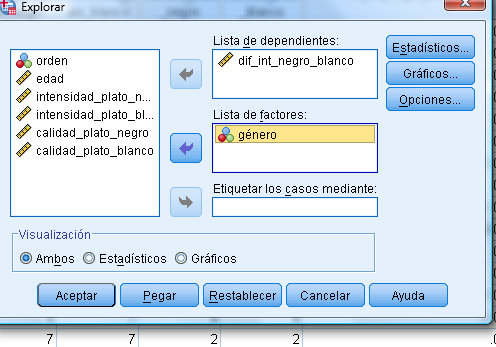 Explorar
orden
edad
intensidad_plato_n...
intensidad_plato_bl...
calidad_plato_negro
calidad_plato_blanco
Lista de dependientes:
dif_int_negro_blanco
Lista de factores:
género
Etiquetar los casos mediante:
Estadísticos...
Gráficos...
Opciones...
Visualización
Ambos Estadísticos Gráficos
Aceptar Pegar Restablecer Cancelar Ayuda
7 7 2 2